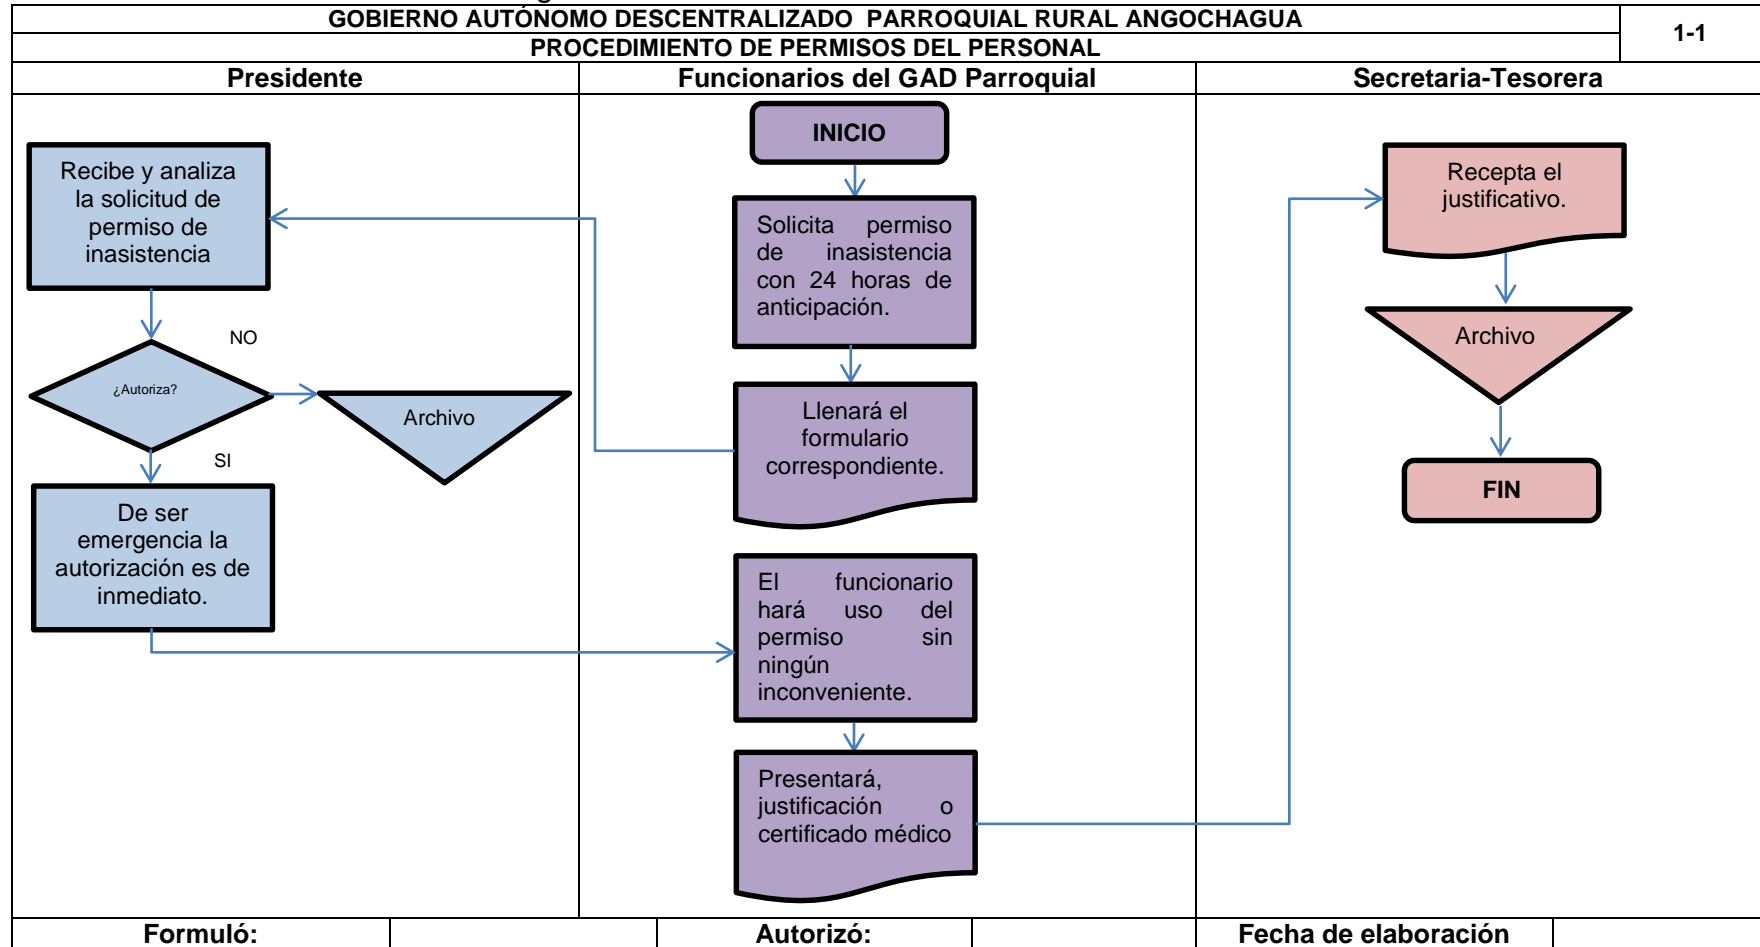 GOBIERNO AUTÓNOMO DESCENTRALIZADO PARROQUIAL RURAL ANGOCHAGUA
1-1
PROCEDIMIENTO DE PERMISOS DEL PERSONAL
Presidente
Funcionarios del GAD Parroquial
Secretaria-Tesorera
INICIO
Solicita permiso
de inasistencia
con 24 horas de
anticipación.
Llenará el
formulario
correspondiente.
Recibe y analiza
la solicitud de
permiso de
inasistencia
¿Autoriza?
NO
Archivo
SI
De ser
emergencia la
autorización es de
inmediato.
El funcionario
hará uso del
permiso sin
ningún
inconveniente.
Presentará,
justificación o
certificado médico
Recepta el
justificativo.
Archivo
FIN
Formuló:
Autorizó:
Fecha de elaboración